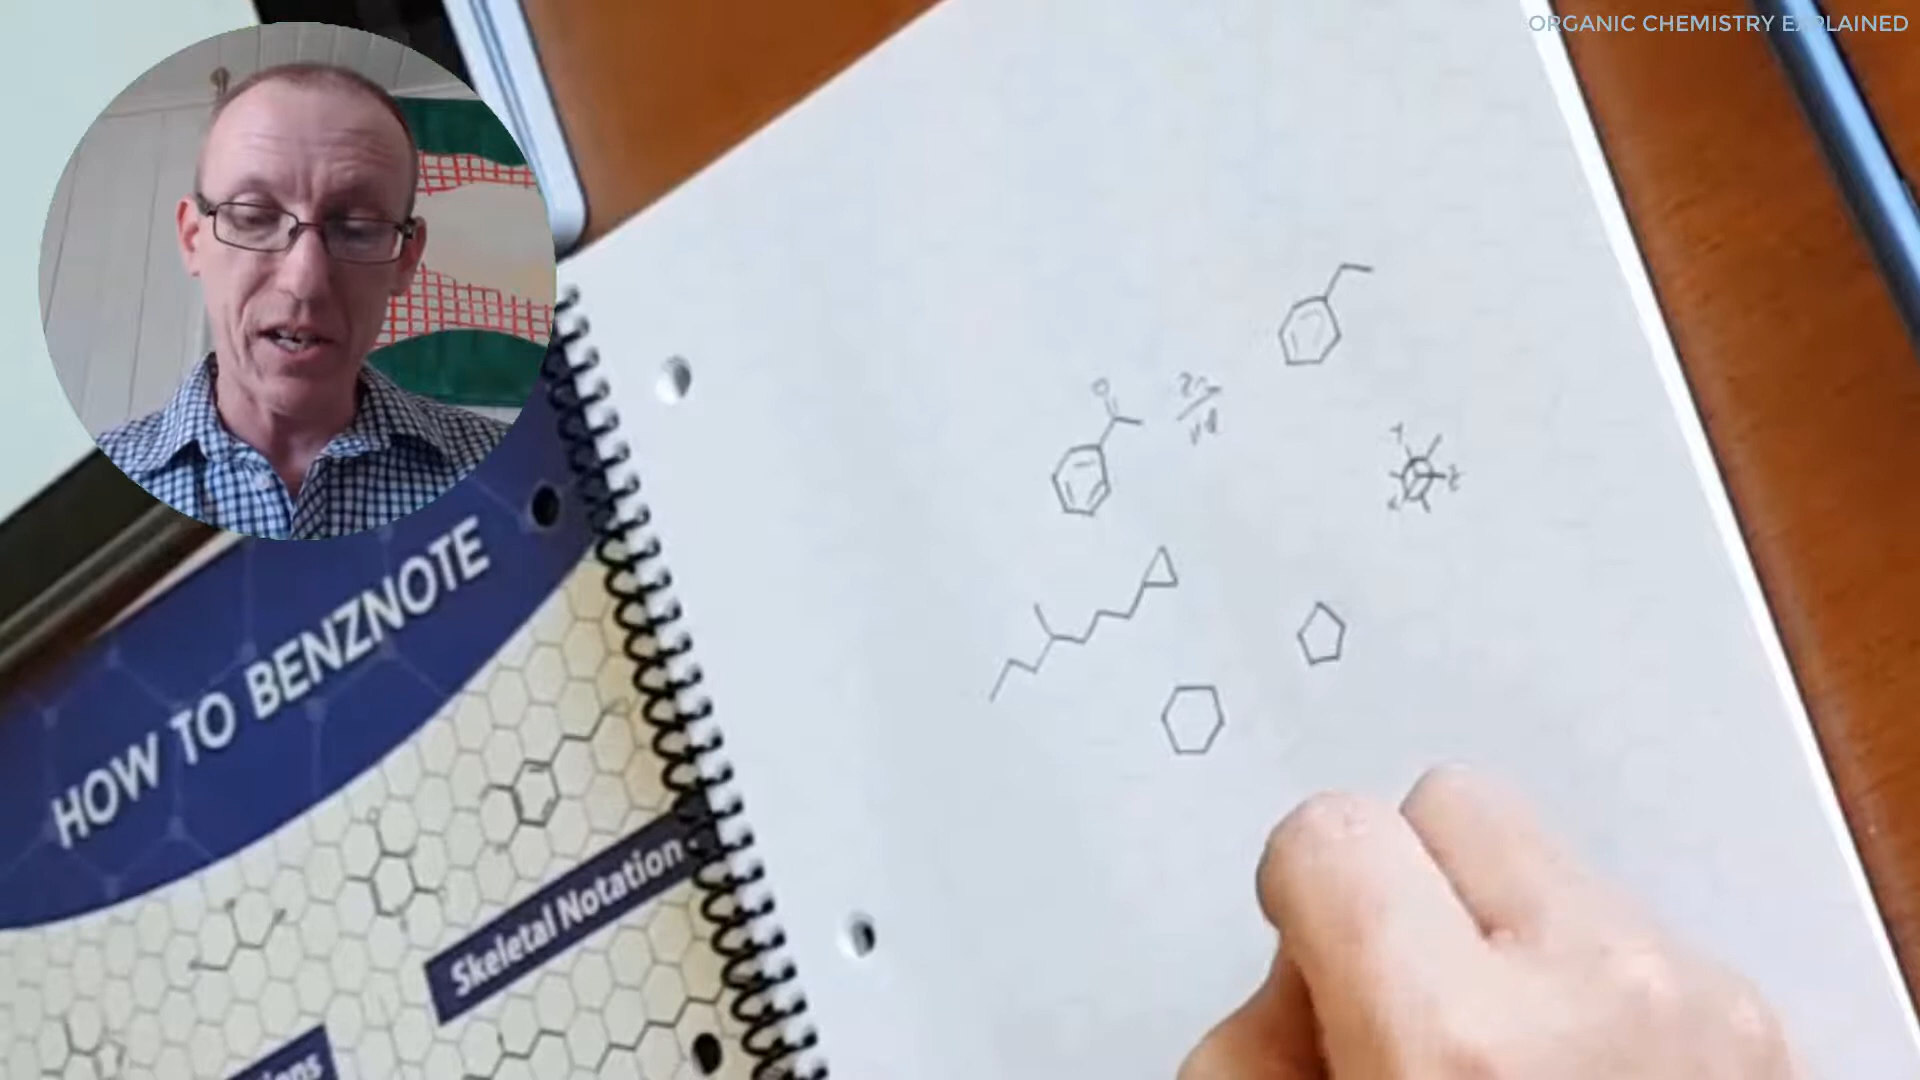 ORGANIC CHEMISTRY EXPLAINED
HOW TO BENZNOTE
Skeletal Notation
O